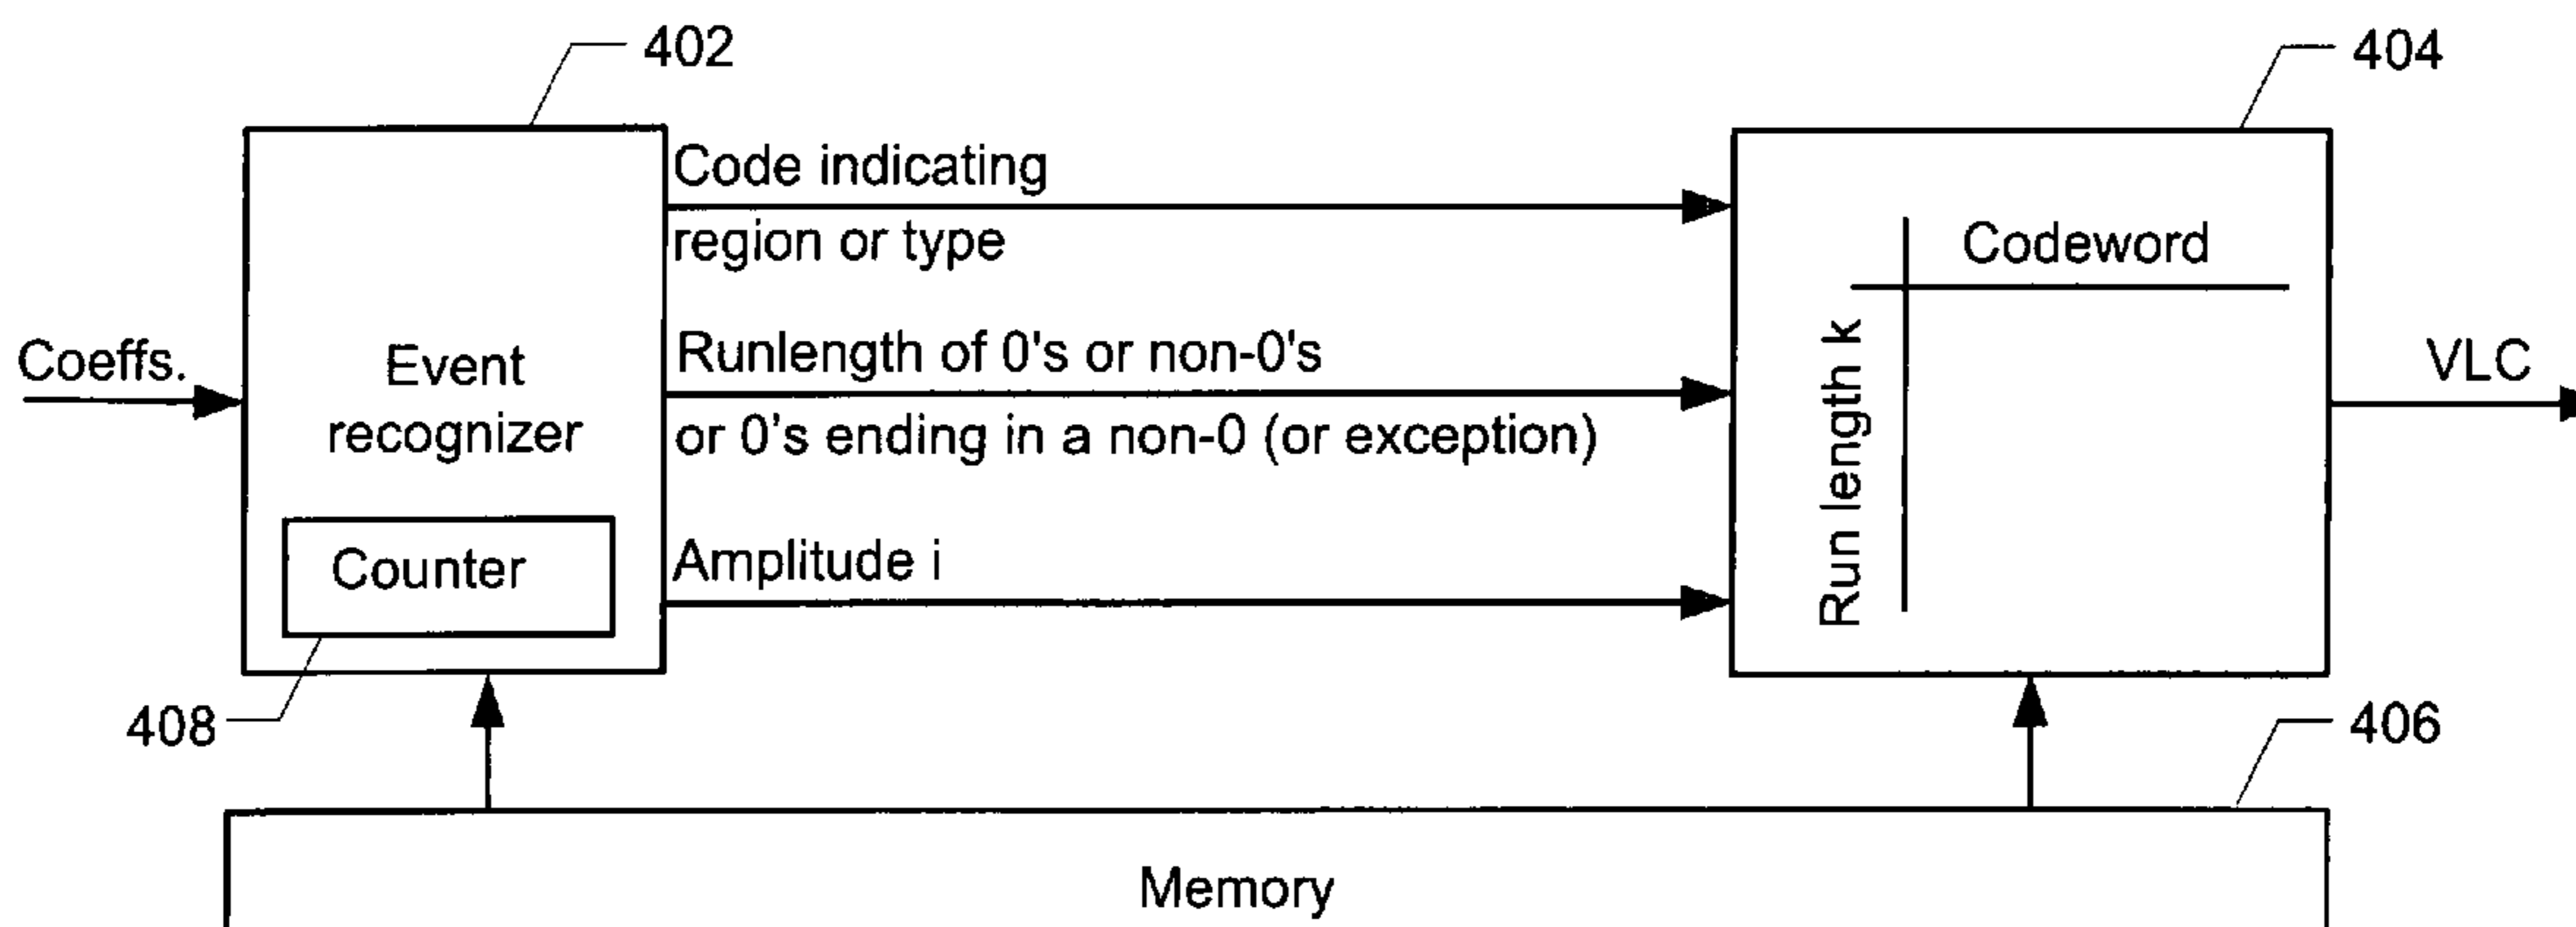 402
404
Code indicating
region or type
Codeword
Coeffs.
Event
recognizer
Runlength of 0's or non-0's
or 0's ending in a non-0 (or exception)
Run length k
VLC
Counter
Amplitude i
408
406
Memory